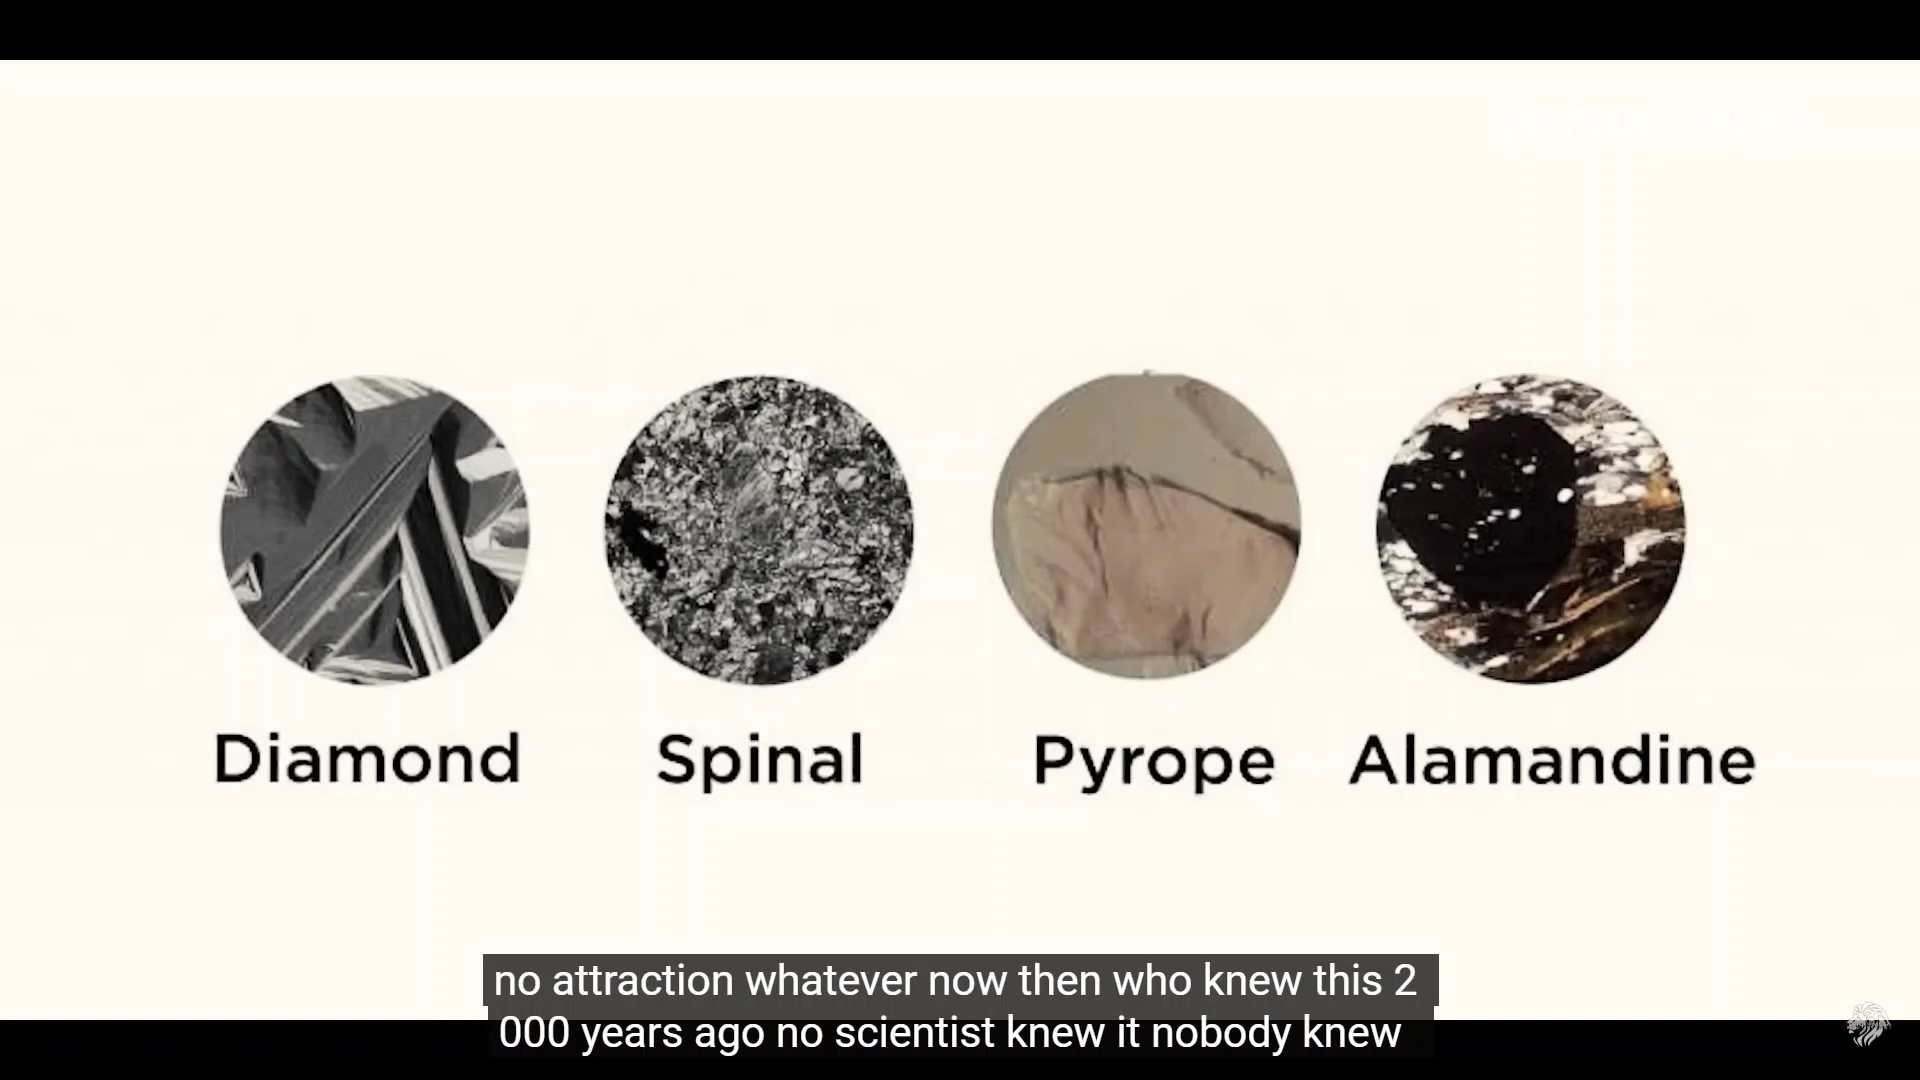 Diamond Spinal Pyrope Alamandine
no attraction whatever now then who knew this 2
000 years ago no scientist knew it nobody knew